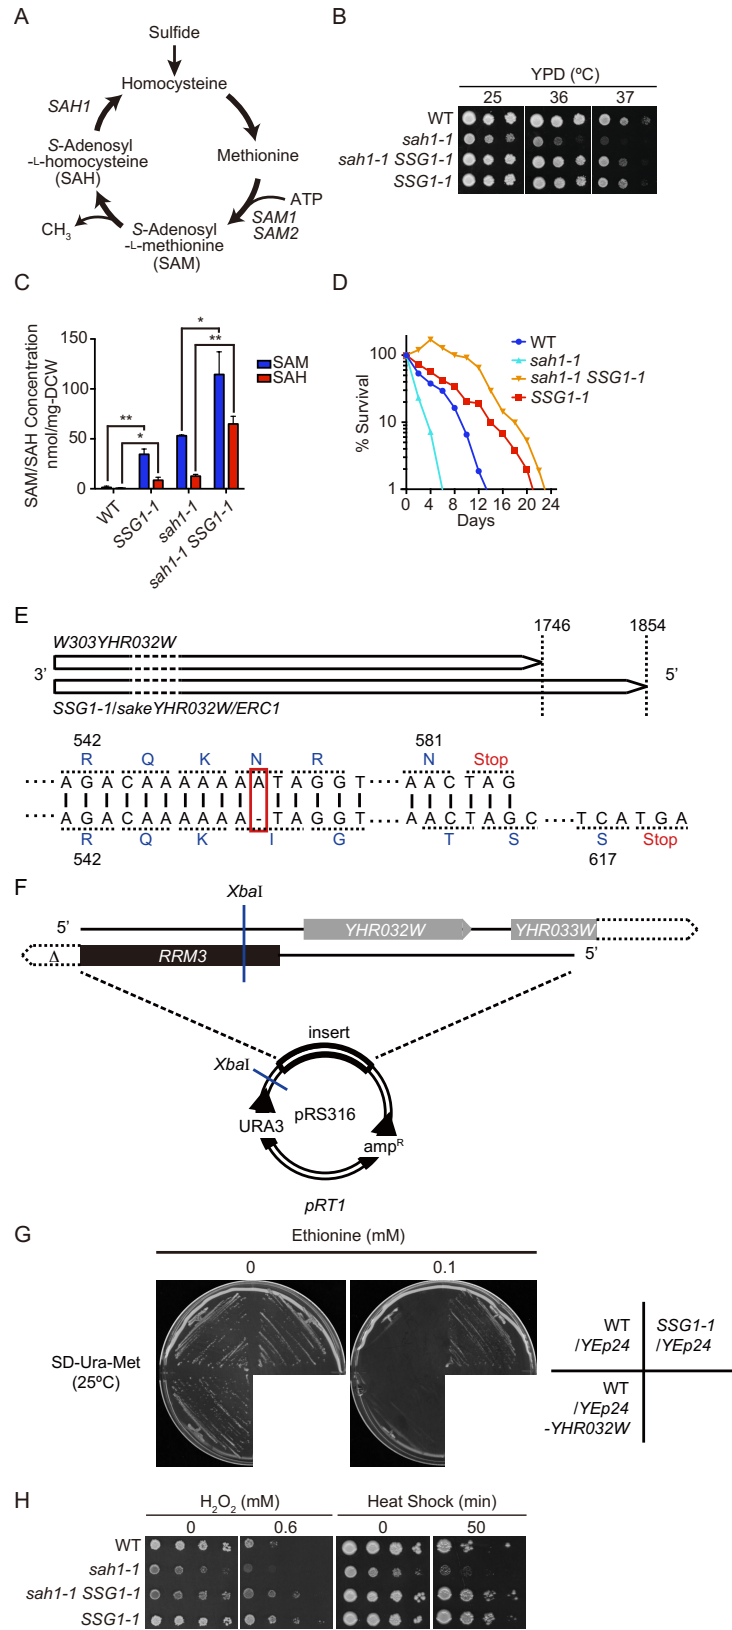 A
Sulfide
Homocysteine
SAH1
S-Adenosyl
-L-homocysteine
(SAH)
Methionine
ATP
SAM1
SAM2
CH3
S-Adenosyl
-L-methionine
(SAM)
B
YPD (ºC)
25 36 37
WT
sah1-1
sah1-1 SSG1-1
SSG1-1
C
SAM/SAH Concentration
nmol/mg-DCW
150
100
50
0
**
*
*
**
SAM
SAH
WT
SSG1-1
sah1-1
sah1-1 SSG1-1
D
% Survival
100
10
1
0 4 8 12 16 20 24
Days
WT
sah1-1
sah1-1 SSG1-1
SSG1-1
E
1746 1854
W303YHR032W
3’ 5’
SSG1-1/sakeYHR032W/ERC1
542 581
R Q K N R N Stop
AGACAAAAAAATAGGT AACTAG
AGACAAAAAA-TAGGT AACTAGC TCATGA
R Q K I G T S S Stop
542 617
F
XbaI
5’ YHR032W YHR033W
Δ RRM3 5’
insert
XbaI
pRS316
URA3
ampR
pRT1
G
Ethionine (mM)
0 0.1
SD-Ura-Met
(25ºC)
WT
/YEp24
SSG1-1
/YEp24
WT
/YEp24
-YHR032W
H
H2O2 (mM) Heat Shock (min)
0 0.6 0 50
WT
sah1-1
sah1-1 SSG1-1
SSG1-1